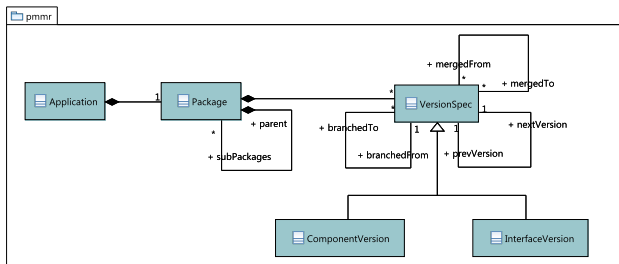 pmmr
+ mergedFrom
*
* + mergedTo
Application
1
Package
*
VersionSpec
*
1
+ nextVersion
+ parent
+ branchedTo
1
1
*
+ subPackages
+ branchedFrom
+ prevVersion
ComponentVersion
InterfaceVersion